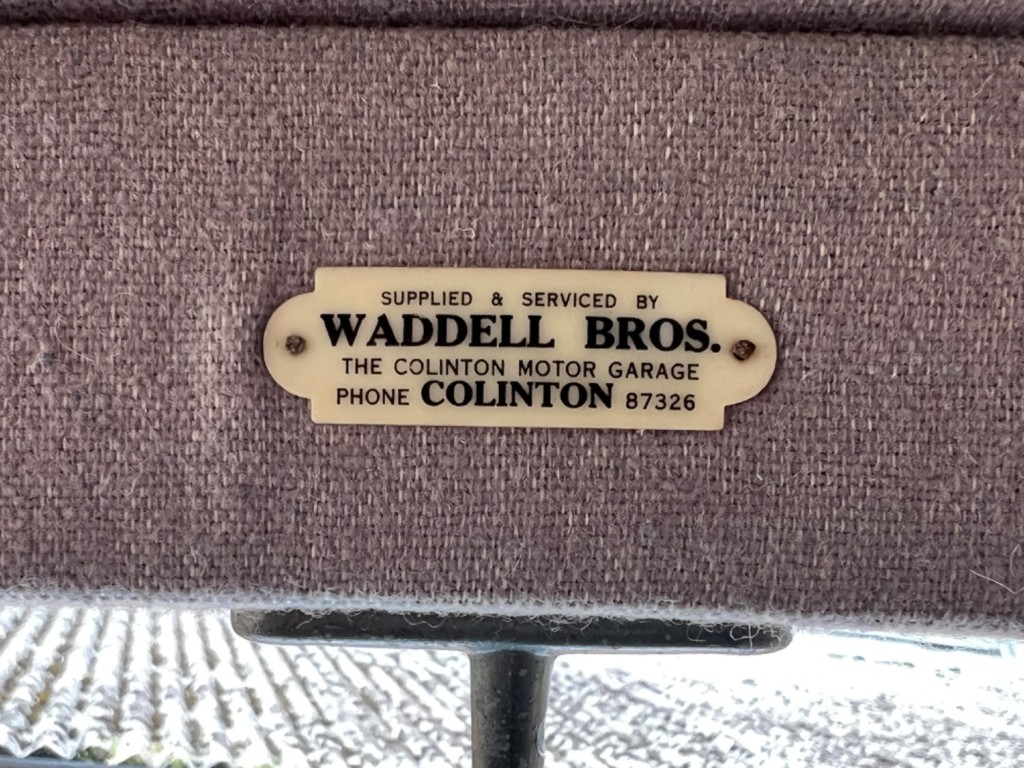 SUPPLIED & SERVICED BY
WADDELL BROS.
THE COLINTON MOTOR GARAGE
PHONE COLINTON 87326